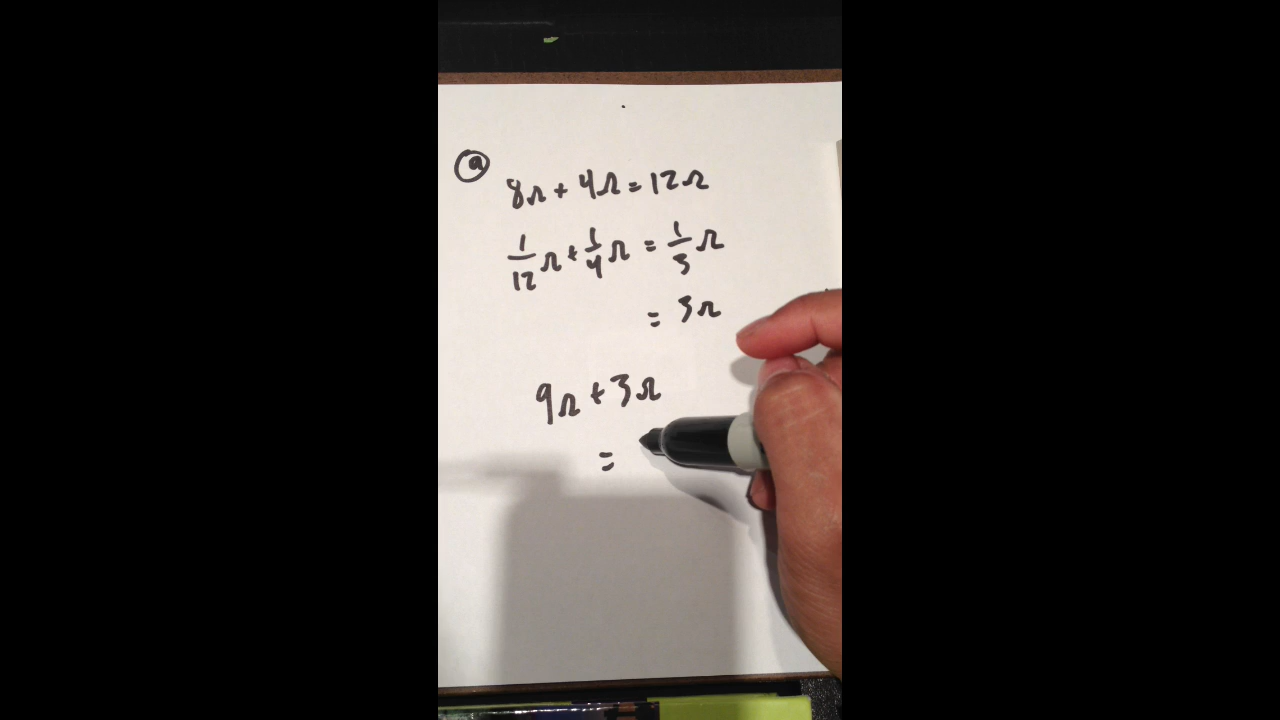 a
8Ω + 4Ω = 12Ω
1/12 Ω + 1/4 Ω = 1/3 Ω
= 3Ω
9Ω + 3Ω
=